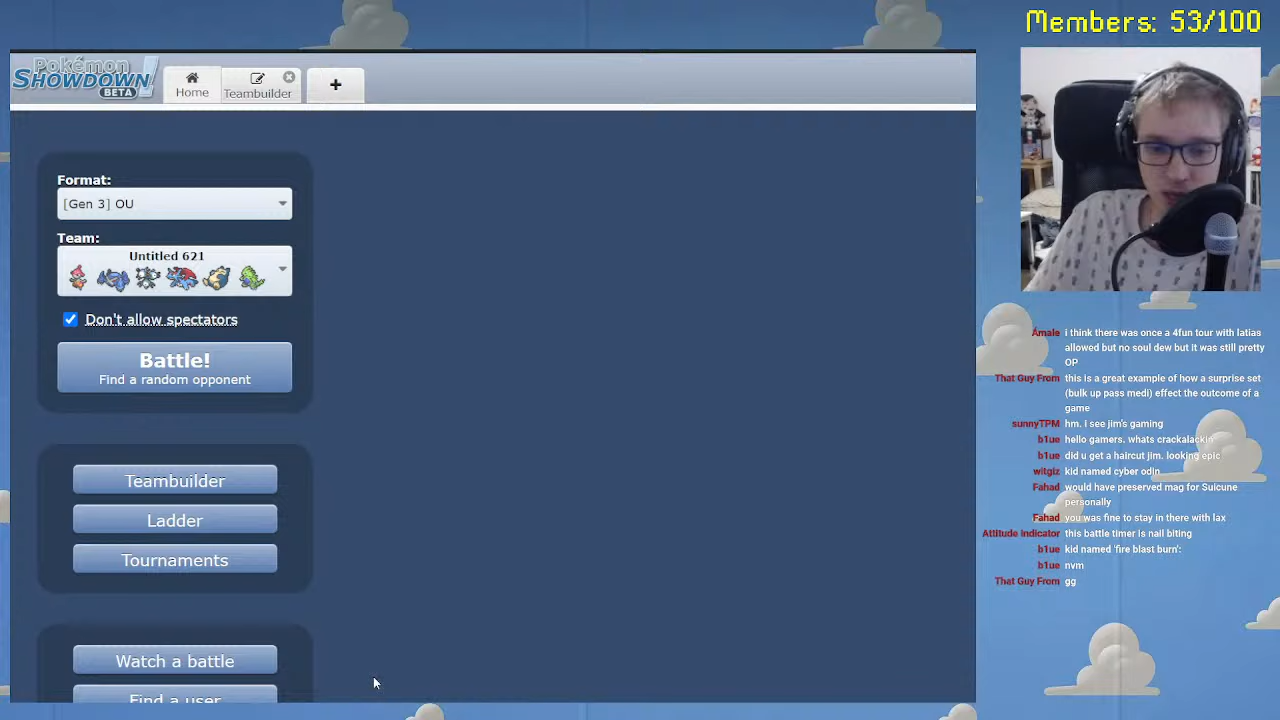 Members: 53/100
Pokémon
SHOWDOWN!
BETA
Home
Teambuilder
+
Format:
[Gen 3] OU
Team:
Untitled 621
Don't allow spectators
Battle!
Find a random opponent
Teambuilder
Ladder
Tournaments
Watch a battle
Find a user
Amale i think there was once a 4fun tour with latias
allowed but no soul dew but it was still pretty
OP
That Guy From this is a great example of how a surprise set
(bulk up pass medi) effect the outcome of a
game
sunnyTPM hm. i see jim's gaming
b1ue hello gamers. whats crackalackin
b1ue did u get a haircut jim. looking epic
witgiz kid named cyber odin
Fahad would have preserved mag for Suicune
personally
Fahad you was fine to stay in there with lax
Attitude Indicator this battle timer is nail biting
b1ue kid named 'fire blast burn':
b1ue nvm
That Guy From gg